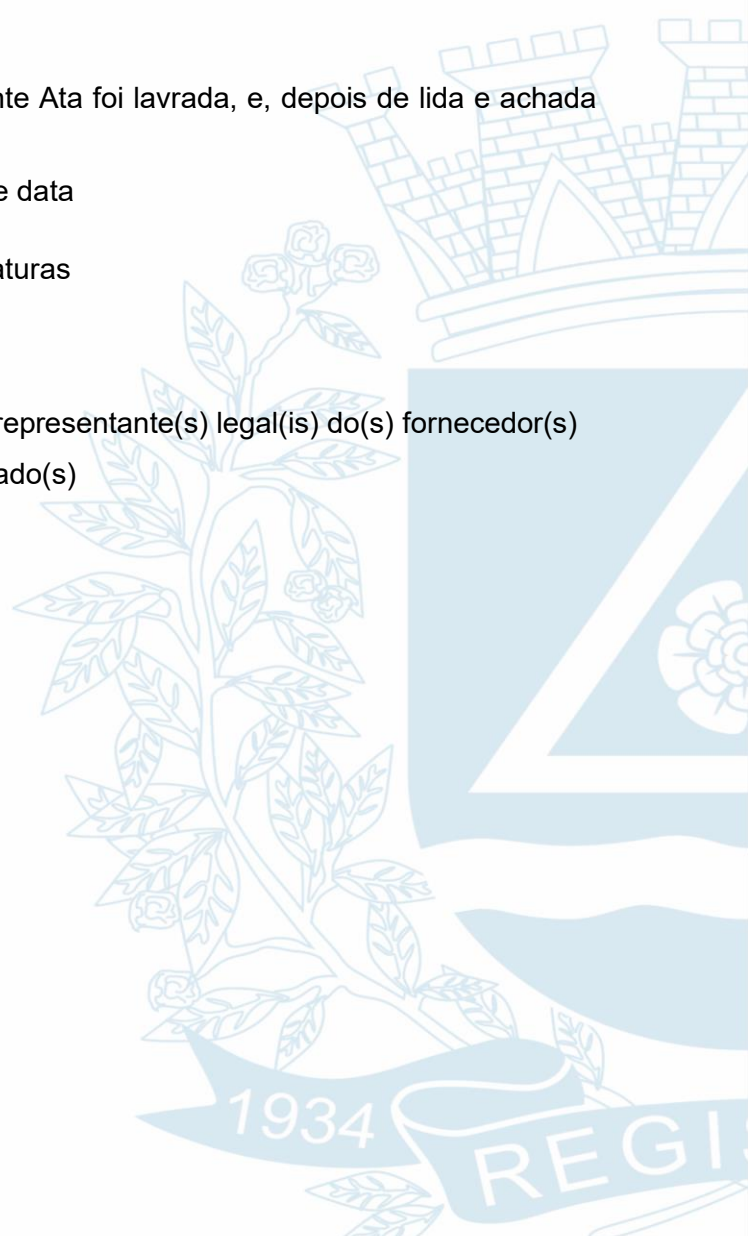 nte Ata foi lavrada, e, depois de lida e achada
e data
aturas
representante(s) legal(is) do(s) fornecedor(s)
ado(s)
1934
REGIS